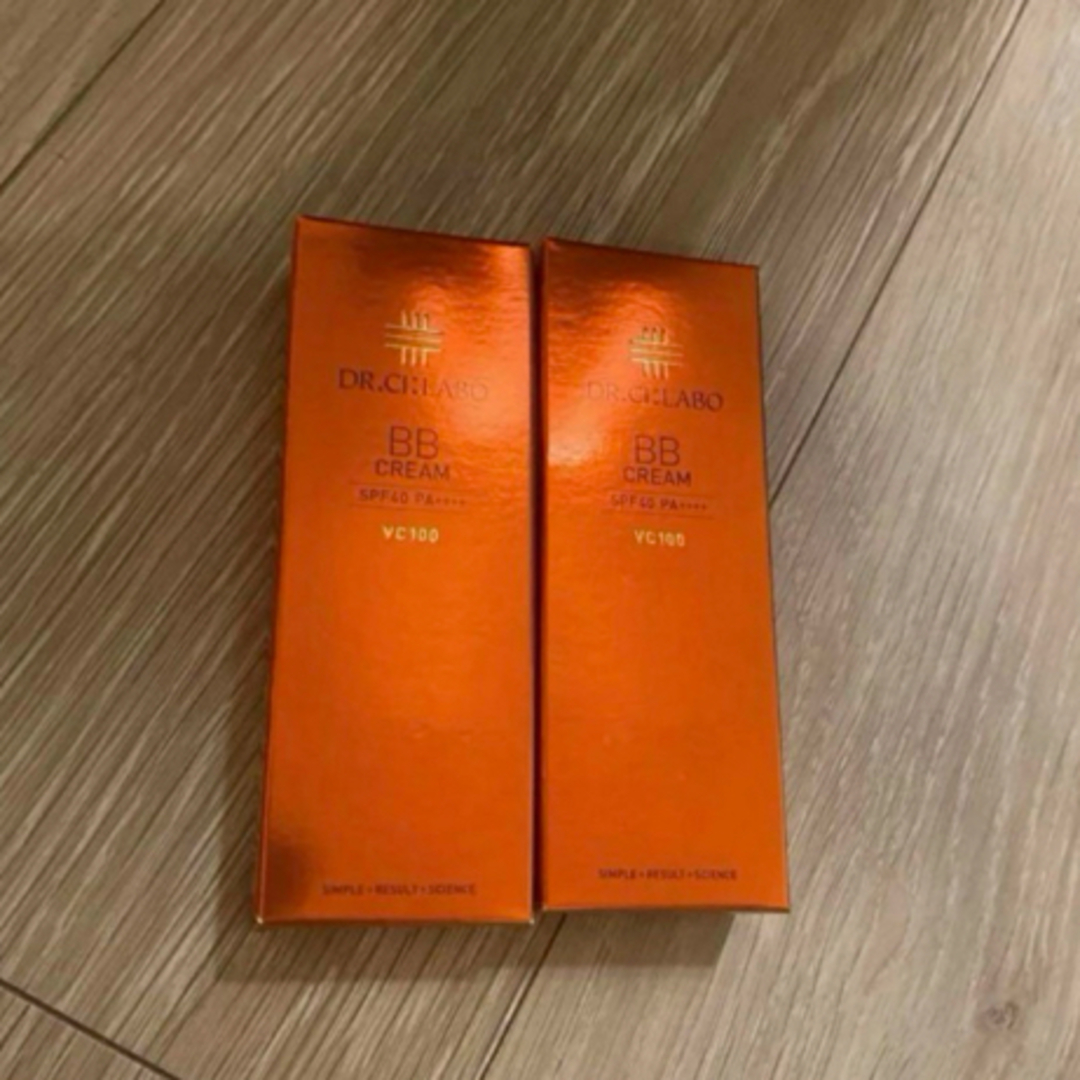 DR.CI:LABO
BB
CREAM
SPF40 PA++++
VC100
SIMPLE+RESULT+SCIENCE
DR.CI:LABO
BB
CREAM
SPF40 PA++++
VC100
SIMPLE+RESULT+SCIENCE